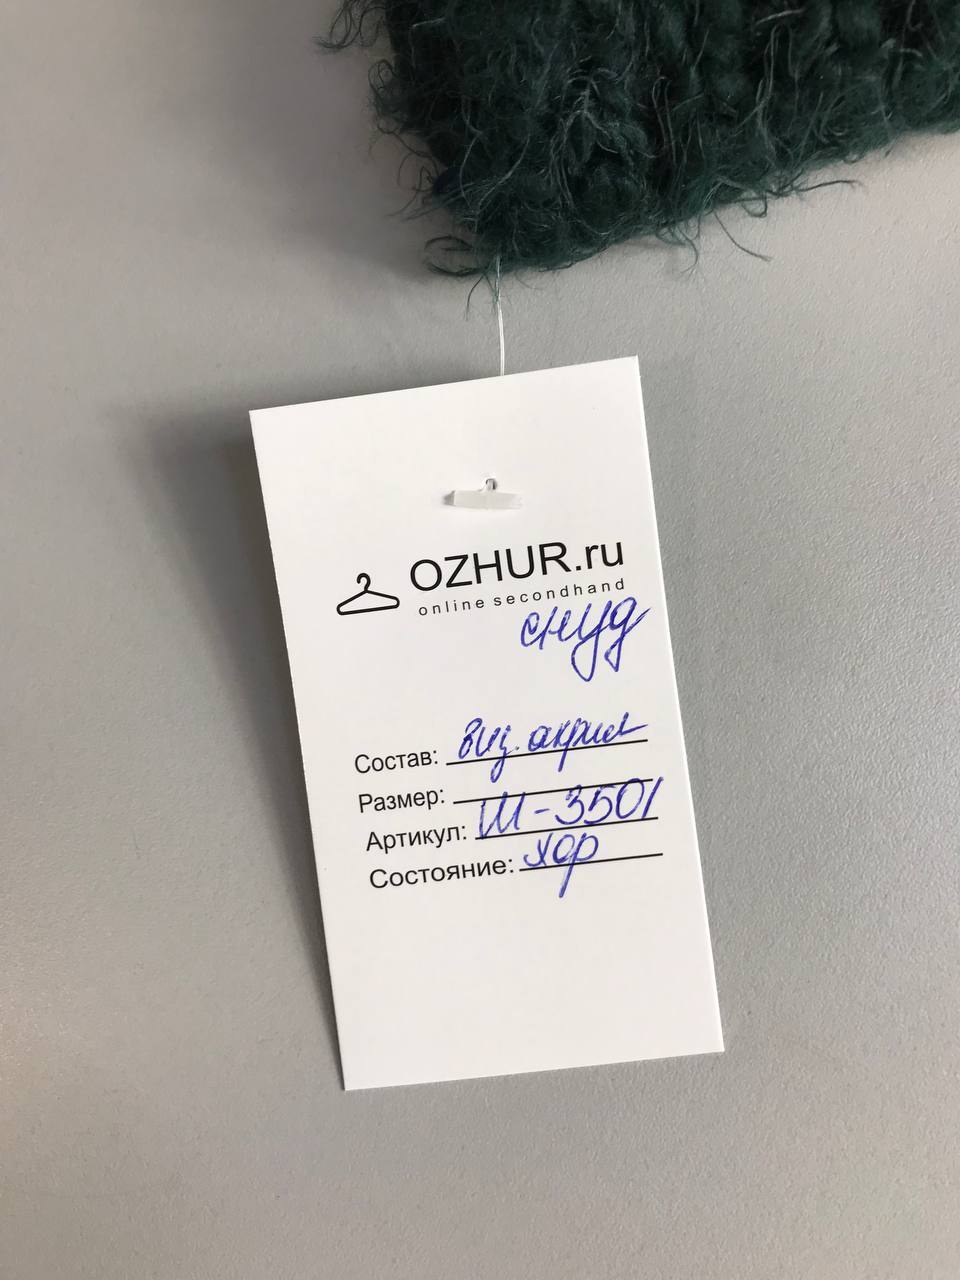 OZHUR.ru
online secondhand
снуд
Состав: виз. акрил
Размер:
Артикул: Ш-3501
Состояние: хор